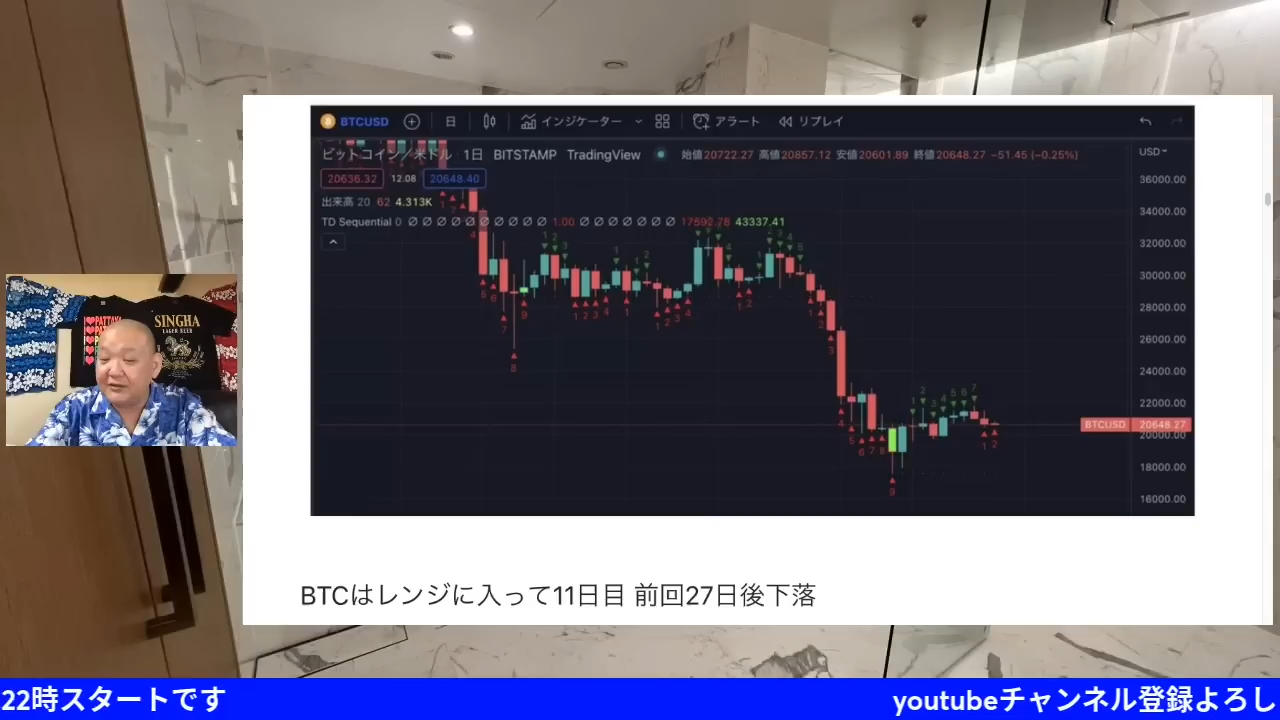 BTCUSD 日 インジケーター アラート リプレイ
ビットコイン／米ドル 1日 BITSTAMP TradingView 始値20722.27 高値20857.12 安値20601.89 終値20648.27 −51.45 (−0.25%) USD
20636.32 12.08 20648.40
出来高 20 62 4.313K
TD Sequential 0 ∅ ∅ ∅ ∅ ∅ ∅ ∅ ∅ ∅ ∅ 1.00 ∅ ∅ ∅ ∅ ∅ ∅ ∅ 17592.78 43337.41
36000.00
34000.00
32000.00
30000.00
28000.00
26000.00
24000.00
22000.00
BTCUSD 20648.27
20000.00
18000.00
16000.00
PATTAYA
SINGHA
LAGER BEER
BTCはレンジに入って11日目 前回27日後下落
22時スタートです
youtubeチャンネル登録よろし